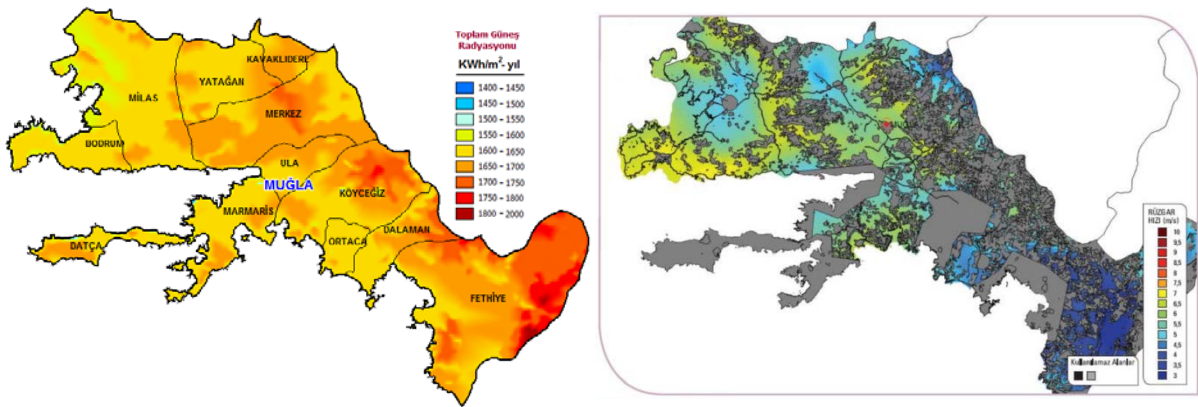 Toplam Güneş
Radyasyonu
KWh/m²- yıl
1400 - 1450
1450 - 1500
1500 - 1550
1550 - 1600
1600 - 1650
1650 - 1700
1700 - 1750
1750 - 1800
1800 - 2000
KAVAKLIDERE
YATAĞAN
MİLAS
MERKEZ
BODRUM
ULA
MUĞLA
KÖYCEĞİZ
MARMARİS
DALAMAN
ORTACA
DATÇA
FETHİYE
RÜZGAR
HIZI (m/s)
10
9,5
9
8,5
8
7,5
7
6,5
6
5,5
5
4,5
4
3,5
3
Kullanılamaz Alanlar